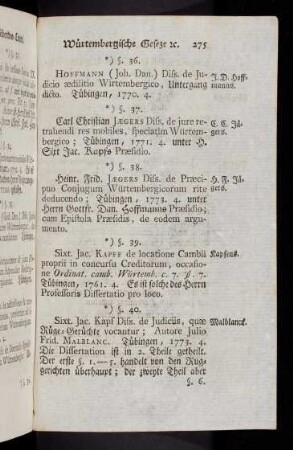 Würtembergische Geseze ꝛc. 275
*) §. 36.
HOFFMANN (Joh. Dan.) Diss. de Ju-
dicio ædilitio Wirtembergico, Untergang
dicto. Tübingen, 1770. 4.
J. D. Hoff-
manns.
*) §. 37.
Carl Christian JÆGERS Diss. de jure re-
trahendi res mobiles, speciatim Würtem-
bergico; Tübingen, 1771. 4. unter H.
Sixt Jac. Kapfs Præsidio.
C. C. Jä-
gers.
*) §. 38.
Heinr. Frid. JÆGERS Diss. de Præci-
puo Conjugum Würtembergicorum rite
deducendo; Tübingen, 1773. 4. unter
Herrn Gottfr. Dan. Hoffmanns Præsidio;
cum Epistola Præsidis, de eodem argu-
mento.
H. F. Jä-
gers.
*) §. 39.
Sixt. Jac. KAPFF de locatione Cambii
proprii in concursu Creditorum, occasio-
ne Ordinat. camb. Würtemb. c. 7. §. 7.
Tübingen, 1761. 4. Es ist solche des Herrn
Professoris Dissertatio pro loco.
Kapfens.
*) §. 40.
Sixt. Jac. Kapf Diss. de Judiciis, quæ
Rüge-Gerichte vocantur; Autore Julio
Frid. MALBLANC. Tübingen, 1773. 4.
Die Dissertation ist in 2. Theile getheilt.
Der erste §. 1.—5. handelt von den Rug-
gerichten überhaupt; der zweyte Theil aber
Malblanck.
§. 6.